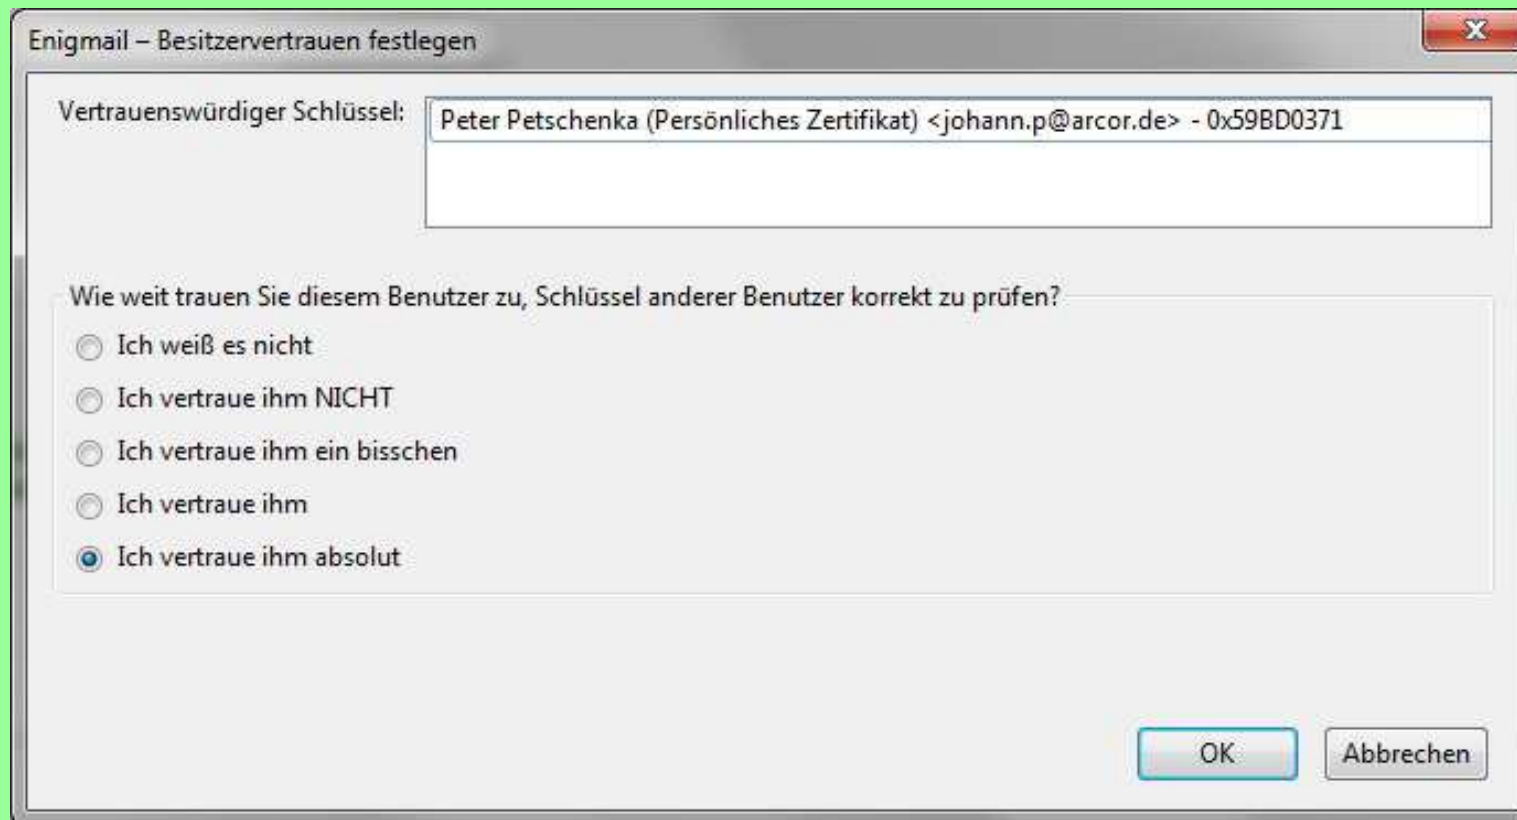 Enigmail – Besitzervertrauen festlegen
Vertrauenswürdiger Schlüssel: Peter Petschenka (Persönliches Zertifikat) <johann.p@arcor.de> - 0x59BD0371
Wie weit trauen Sie diesem Benutzer zu, Schlüssel anderer Benutzer korrekt zu prüfen?
Ich weiß es nicht
Ich vertraue ihm NICHT
Ich vertraue ihm ein bisschen
Ich vertraue ihm
Ich vertraue ihm absolut
OK Abbrechen